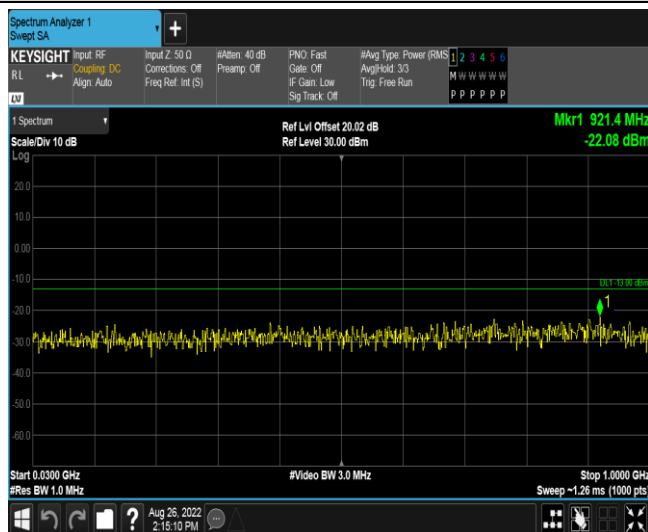 Spectrum Analyzer 1
Swept SA
+
KEYSIGHT
RL
LXI
Input: RF
Coupling: DC
Align: Auto
Input Z: 50 Ω
Corrections: Off
Freq Ref: Int (S)
#Atten: 40 dB
Preamp: Off
PNO: Fast
Gate: Off
IF Gain: Low
Sig Track: Off
#Avg Type: Power (RMS
Avg|Hold: 3/3
Trig: Free Run
1 2 3 4 5 6
M W W W W W
P P P P P P
1 Spectrum
Scale/Div 10 dB
Log
Ref Lvl Offset 20.02 dB
Ref Level 30.00 dBm
Mkr1 921.4 MHz
-22.08 dBm
20.0
10.0
0.00
-10.0
DL1 -13.00 dBm
1
-20.0
-30.0
-40.0
-50.0
-60.0
Start 0.0300 GHz
#Res BW 1.0 MHz
#Video BW 3.0 MHz
Stop 1.0000 GHz
Sweep ~1.26 ms (1000 pts)
?
Aug 26, 2022
2:15:10 PM